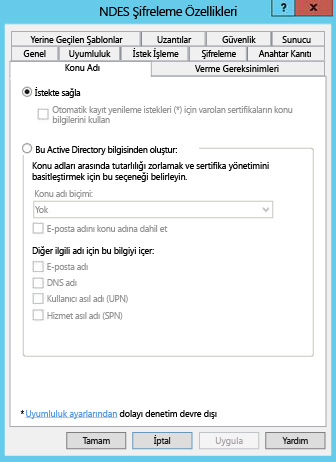 NDES Şifreleme Özellikleri
? X
Yerine Geçilen Şablonlar Uzantılar Güvenlik Sunucu
Genel Uyumluluk İstek İşleme Şifreleme Anahtar Kanıtı
Konu Adı Verme Gereksinimleri
İstekte sağla
Otomatik kayıt yenileme istekleri (*) için varolan sertifikaların konu
bilgilerini kullan
Bu Active Directory bilgisinden oluştur:
Konu adları arasında tutarlılığı zorlamak ve sertifika yönetimini
basitleştirmek için bu seçeneği belirleyin.
Konu adı biçimi:
Yok
E-posta adını konu adına dahil et
Diğer ilgili adı için bu bilgiyi içer:
E-posta adı
DNS adı
Kullanıcı asıl adı (UPN)
Hizmet asıl adı (SPN)
* Uyumluluk ayarlarından dolayı denetim devre dışı
Tamam İptal Uygula Yardım